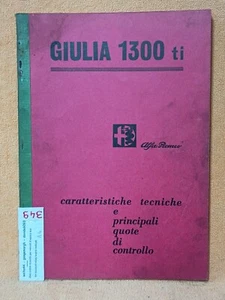 GIULIA 1300 ti
Alfa Romeo
caratteristiche tecniche
e
principali
quote
di
controllo
349